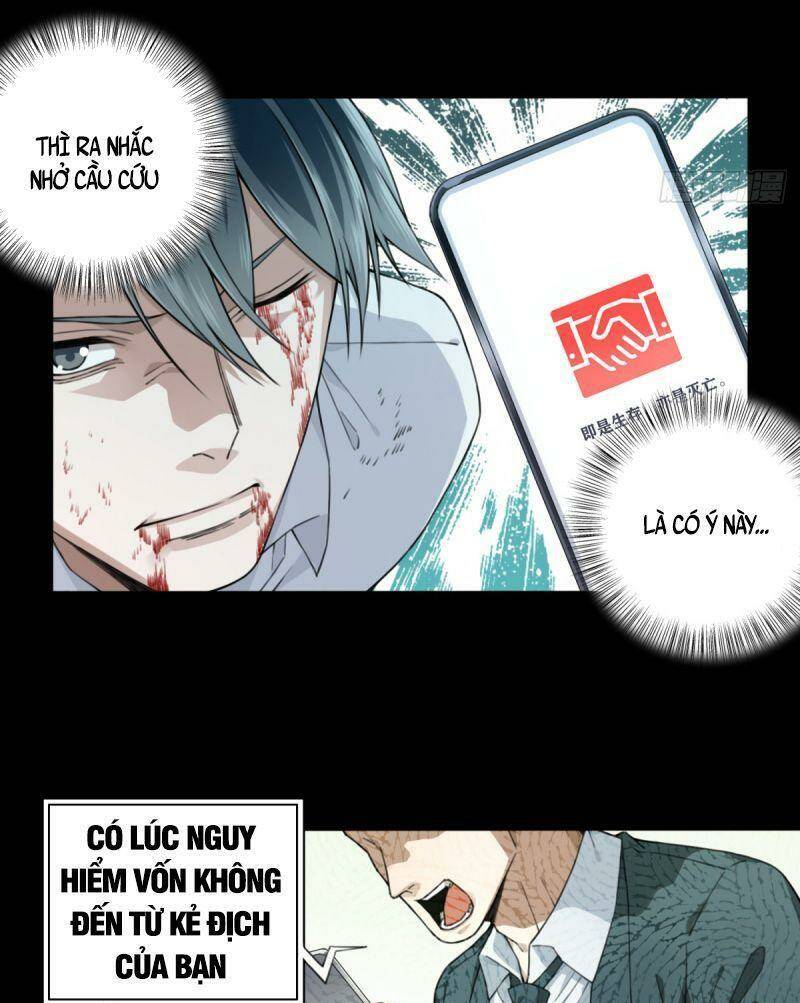 THÌ RA NHẮC
NHỞ CẦU CỨU
即是生存，亦是灭亡。
LÀ CÓ Ý NÀY...
CÓ LÚC NGUY
HIỂM VỐN KHÔNG
ĐẾN TỪ KẺ ĐỊCH
CỦA BẠN